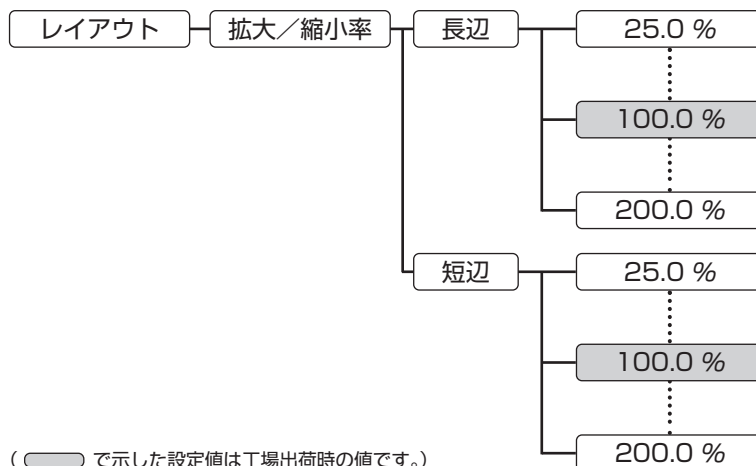 レイアウト 拡大／縮小率 長辺 25.0 %
100.0 %
200.0 %
短辺 25.0 %
100.0 %
200.0 %
( で示した設定値は工場出荷時の値です。)